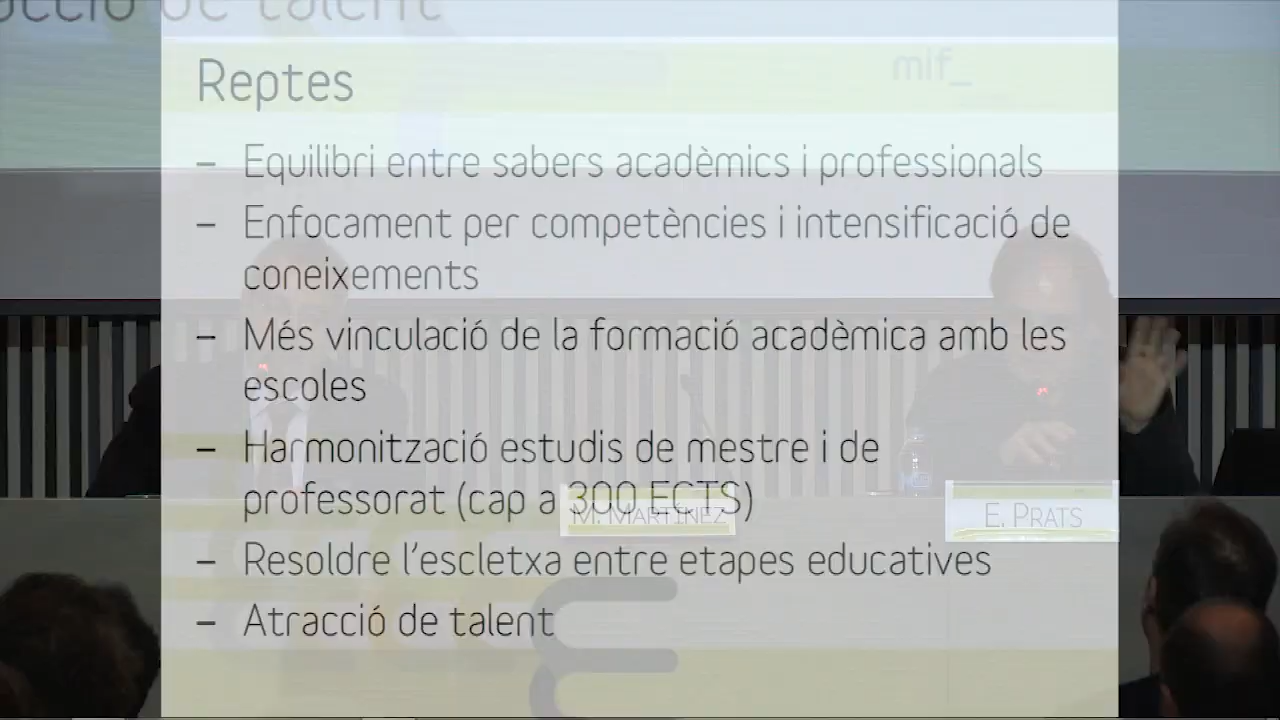 acció de talent
mif_
Reptes
– Equilibri entre sabers acadèmics i professionals
– Enfocament per competències i intensificació de
coneixements
– Més vinculació de la formació acadèmica amb les
escoles
– Harmonització estudis de mestre i de
professorat (cap a 300 ECTS)
M. MARTÍNEZ
E. PRATS
– Resoldre l'escletxa entre etapes educatives
– Atracció de talent